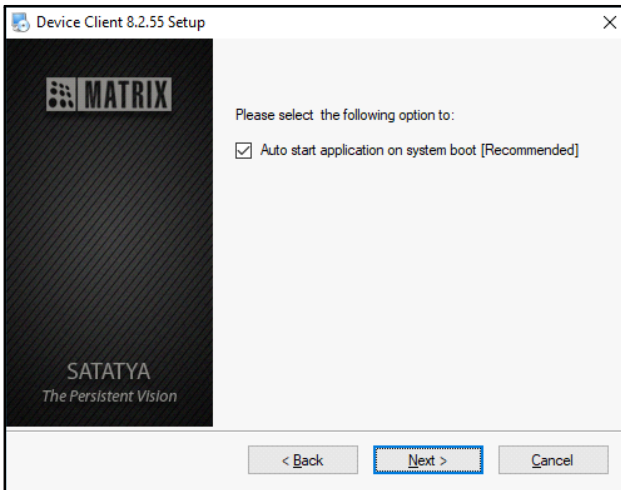 Device Client 8.2.55 Setup
MATRIX
Please select the following option to:
Auto start application on system boot [Recommended]
SATATYA
The Persistent Vision
< Back
Next >
Cancel